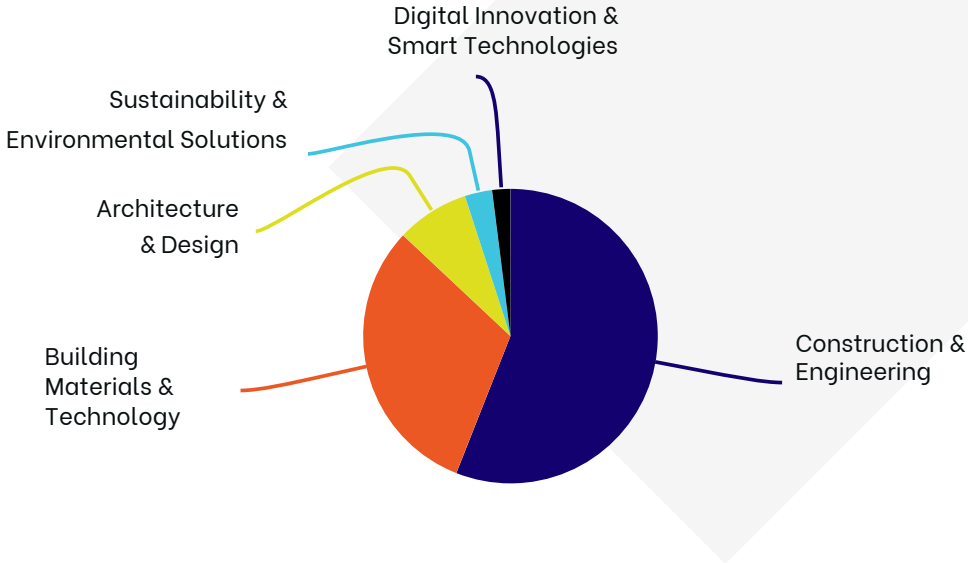 Digital Innovation &
Smart Technologies
Sustainability &
Environmental Solutions
Architecture
& Design
Building
Materials &
Technology
Construction &
Engineering